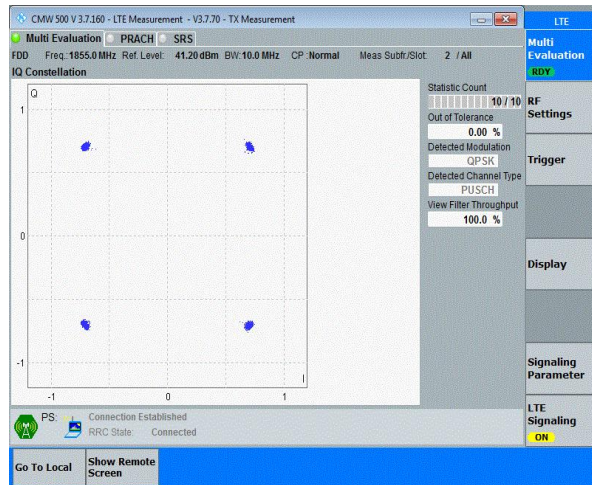 CMW 500 V 3.7.160 - LTE Measurement - V3.7.70 - TX Measurement
LTE
Multi Evaluation PRACH SRS
FDD Freq.: 1855.0 MHz Ref. Level: 41.20 dBm BW: 10.0 MHz CP : Normal Meas Subfr./Slot: 2 / All
IQ Constellation
Q
1
0
-1
-1 0 1
I
Statistic Count
10 / 10
Out of Tolerance
0.00 %
Detected Modulation
QPSK
Detected Channel Type
PUSCH
View Filter Throughput
100.0 %
Multi
Evaluation
RDY
RF
Settings
Trigger
Display
Signaling
Parameter
LTE
Signaling
ON
PS: Connection Established
RRC State: Connected
Go To Local
Show Remote
Screen